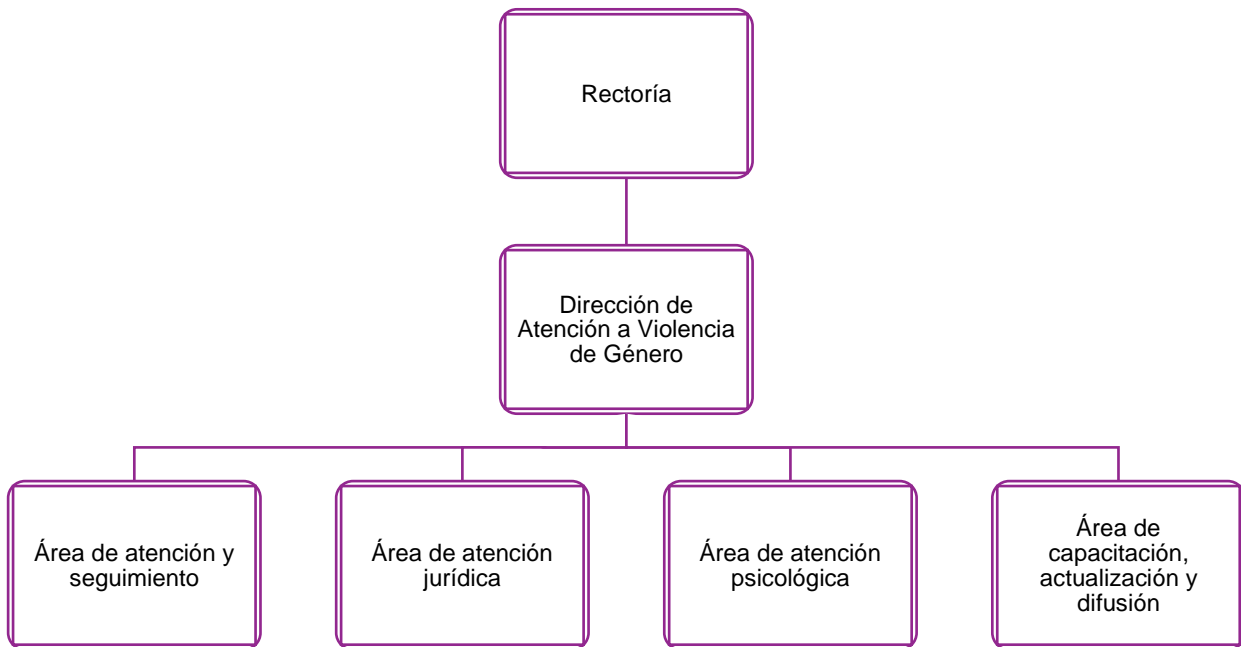 Rectoría
Dirección de
Atención a Violencia
de Género
Área de atención y
seguimiento
Área de atención
jurídica
Área de atención
psicológica
Área de
capacitación,
actualización y
difusión